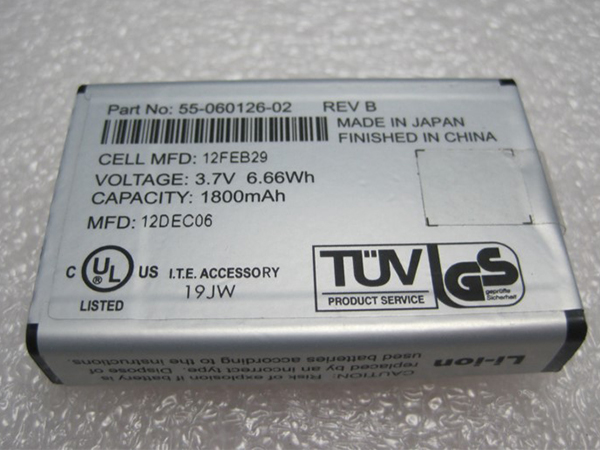 Part No: 55-060126-02 REV B
MADE IN JAPAN
FINISHED IN CHINA
CELL MFD: 12FEB29
VOLTAGE: 3.7V 6.66Wh
CAPACITY: 1800mAh
MFD: 12DEC06
C UL US I.T.E. ACCESSORY
LISTED 19JW
TÜV
PRODUCT SERVICE
GS
geprüfte
Sicherheit
Li-ion
CAUTION: Risk of explosion if battery is
replaced by an incorrect type. Dispose of
used batteries according to the instructions